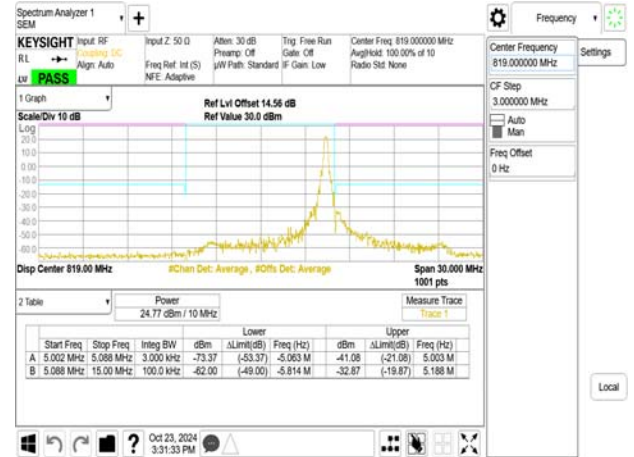 Spectrum Analyzer 1
SEM
Frequency
KEYSIGHT
RL
PASS
Input: RF
Coupling: DC
Align: Auto
Input Z: 50 Ω
Freq Ref: Int (S)
NFE: Adaptive
Atten: 30 dB
Preamp: Off
µW Path: Standard
Trig: Free Run
Gate: Off
IF Gain: Low
Center Freq: 819.000000 MHz
Avg|Hold: 100.00% of 10
Radio Std: None
Center Frequency
819.000000 MHz
Settings
CF Step
3.000000 MHz
Auto
Man
Freq Offset
0 Hz
Local
1 Graph
Scale/Div 10 dB
Ref Lvl Offset 14.56 dB
Ref Value 30.0 dBm
Log
20.0
10.0
0.00
-10.0
-20.0
-30.0
-40.0
-50.0
-60.0
Disp Center 819.00 MHz
#Chan Det: Average , #Offs Det: Average
Span 30.000 MHz
1001 pts
2 Table
Power
24.77 dBm / 10 MHz
Measure Trace
Trace 1
Lower Upper
Start Freq Stop Freq Integ BW dBm ΔLimit(dB) Freq (Hz) dBm ΔLimit(dB) Freq (Hz)
A 5.002 MHz 5.088 MHz 3.000 kHz -73.37 (-53.37) -5.063 M -41.08 (-21.08) 5.003 M
B 5.088 MHz 15.00 MHz 100.0 kHz -62.00 (-49.00) -5.814 M -32.87 (-19.87) 5.188 M
Oct 23, 2024
3:31:33 PM